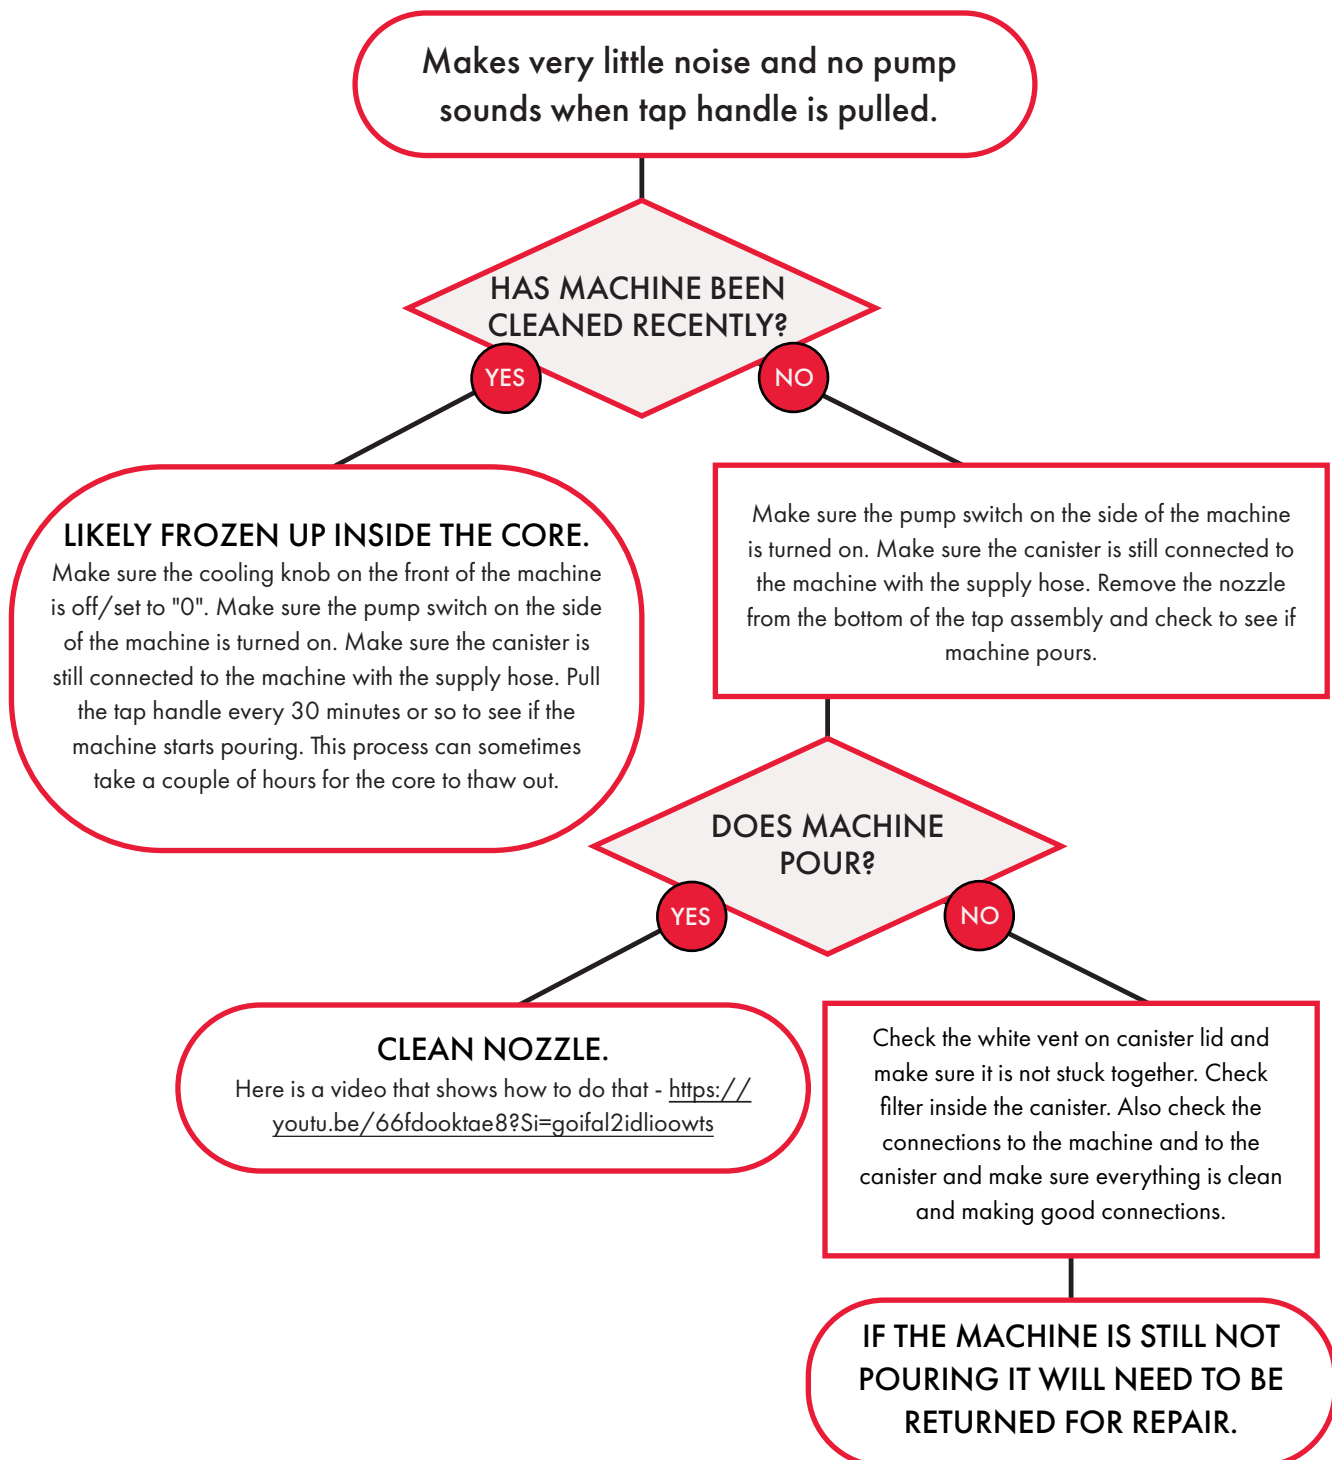 Makes very little noise and no pump
sounds when tap handle is pulled.
HAS MACHINE BEEN
CLEANED RECENTLY?
YES
NO
LIKELY FROZEN UP INSIDE THE CORE.
Make sure the cooling knob on the front of the machine
is off/set to "0". Make sure the pump switch on the side
of the machine is turned on. Make sure the canister is
still connected to the machine with the supply hose. Pull
the tap handle every 30 minutes or so to see if the
machine starts pouring. This process can sometimes
take a couple of hours for the core to thaw out.
Make sure the pump switch on the side of the machine
is turned on. Make sure the canister is still connected to
the machine with the supply hose. Remove the nozzle
from the bottom of the tap assembly and check to see if
machine pours.
DOES MACHINE
POUR?
YES
NO
CLEAN NOZZLE.
Here is a video that shows how to do that - https://
youtu.be/66fdooktae8?Si=goifal2idlioowts
Check the white vent on canister lid and
make sure it is not stuck together. Check
filter inside the canister. Also check the
connections to the machine and to the
canister and make sure everything is clean
and making good connections.
IF THE MACHINE IS STILL NOT
POURING IT WILL NEED TO BE
RETURNED FOR REPAIR.